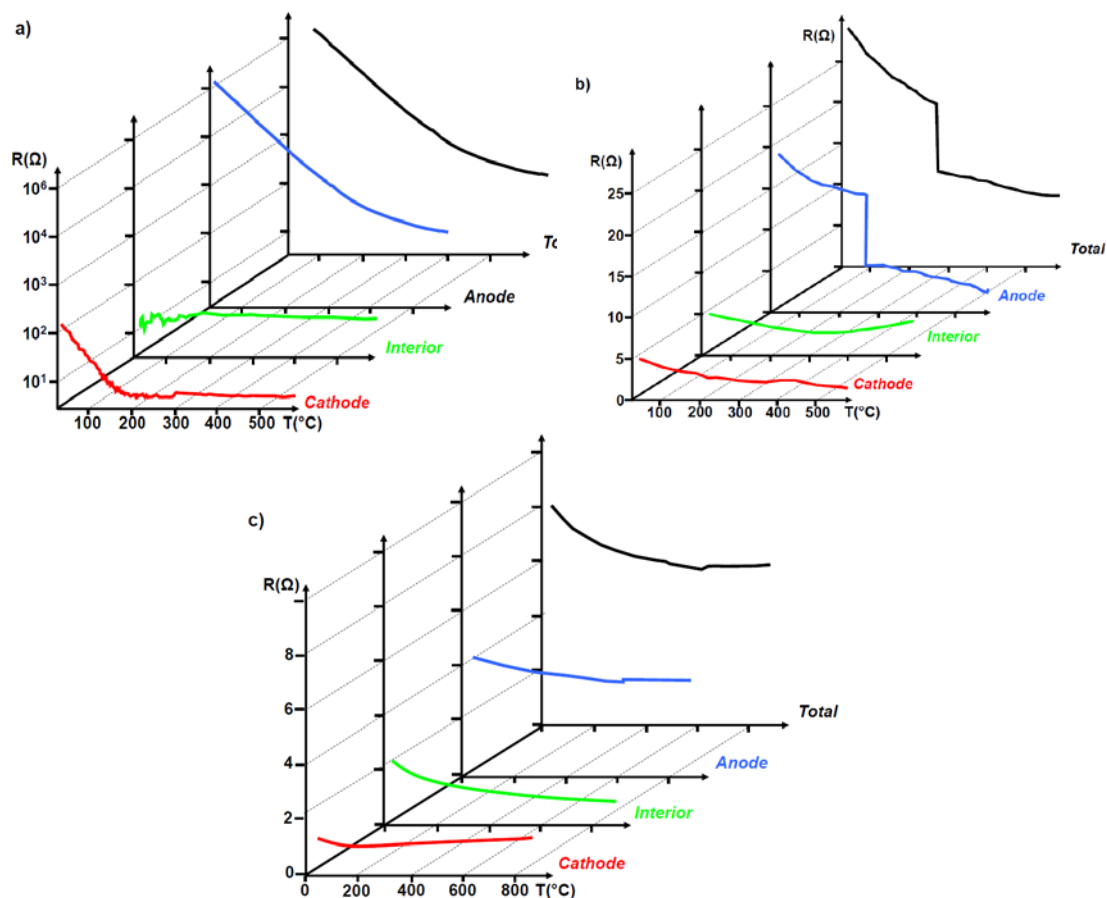 a)
R(Ω)
10⁶
10⁴
10³
10²
10¹
100 200 300 400 500 T(°C)
Cathode
Interior
Anode
To
b)
R(Ω)
R(Ω)
25
20
15
10
5
0
100 200 300 400 500 T(°C)
Cathode
Interior
Anode
Total
c)
R(Ω)
8
6
4
2
0
0 200 400 600 800 T(°C)
Cathode
Interior
Anode
Total